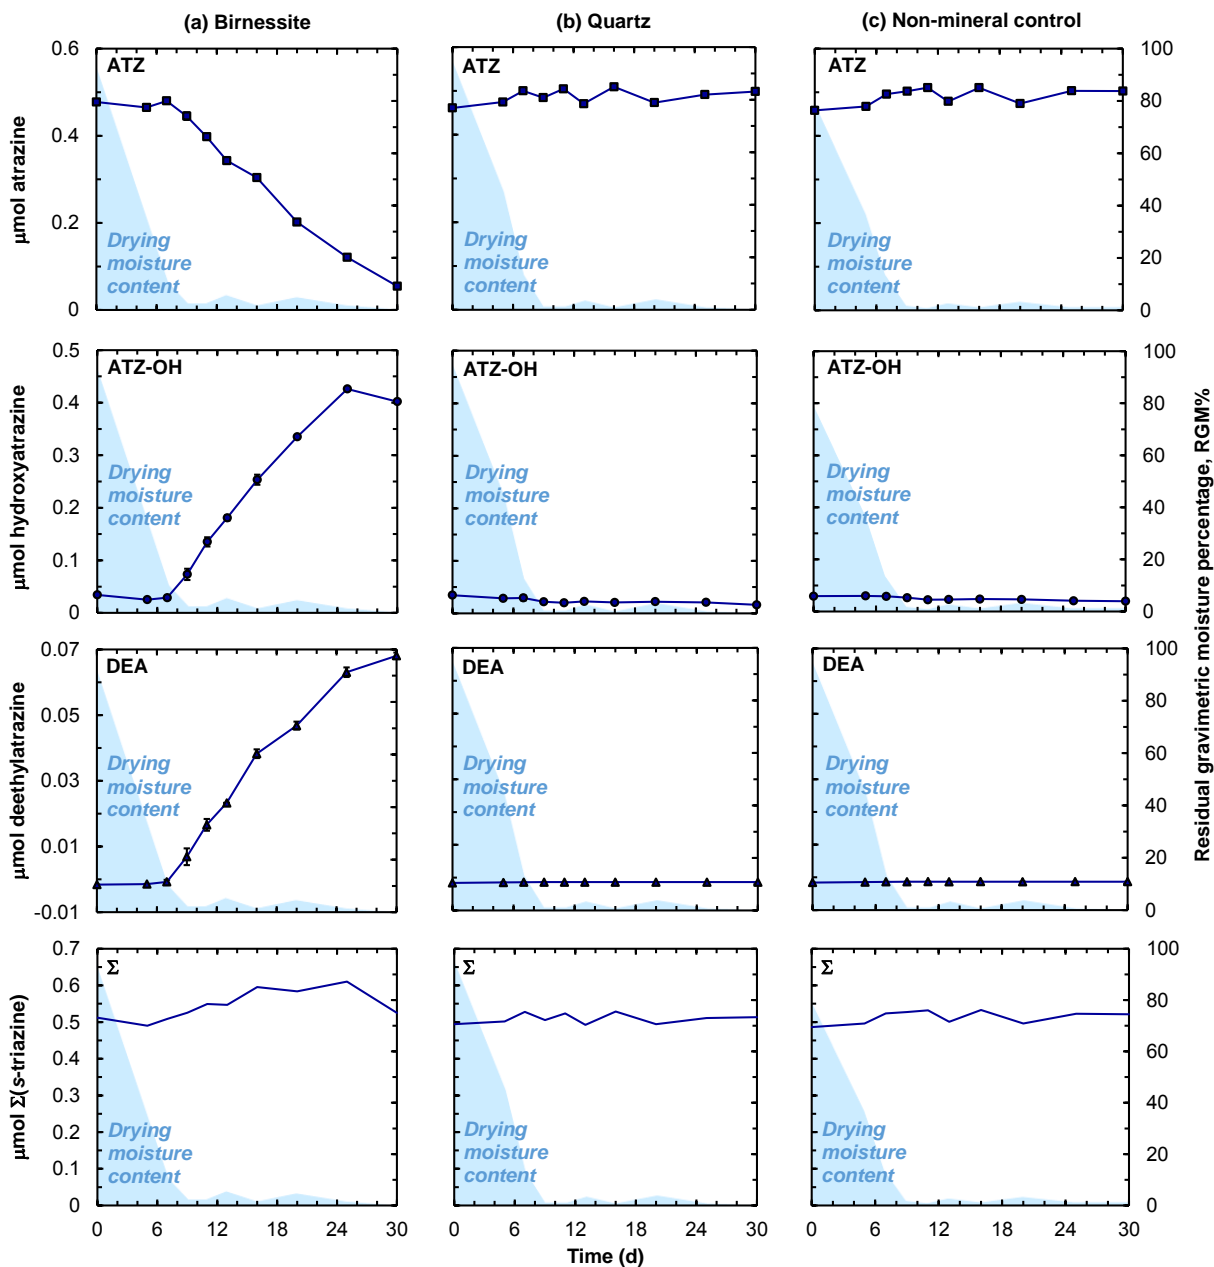 (a) Birnessite
(b) Quartz
(c) Non-mineral control
0.6
0.4
0.2
0
µmol atrazine
ATZ
Drying
moisture
content
ATZ
Drying
moisture
content
ATZ
Drying
moisture
content
100
80
60
40
20
0
0.5
0.4
0.3
0.2
0.1
0
µmol hydroxyatrazine
ATZ-OH
Drying
moisture
content
ATZ-OH
Drying
moisture
content
ATZ-OH
Drying
moisture
content
100
80
60
40
20
0
Residual gravimetric moisture percentage, RGM%
0.07
0.05
0.03
0.01
-0.01
µmol deethylatrazine
DEA
Drying
moisture
content
DEA
Drying
moisture
content
DEA
Drying
moisture
content
100
80
60
40
20
0
0.7
0.6
0.5
0.4
0.3
0.2
0.1
0
µmol Σ(s-triazine)
Σ
Drying
moisture
content
Σ
Drying
moisture
content
Σ
Drying
moisture
content
100
80
60
40
20
0
0 6 12 18 24 30
0 6 12 18 24 30
0 6 12 18 24 30
Time (d)